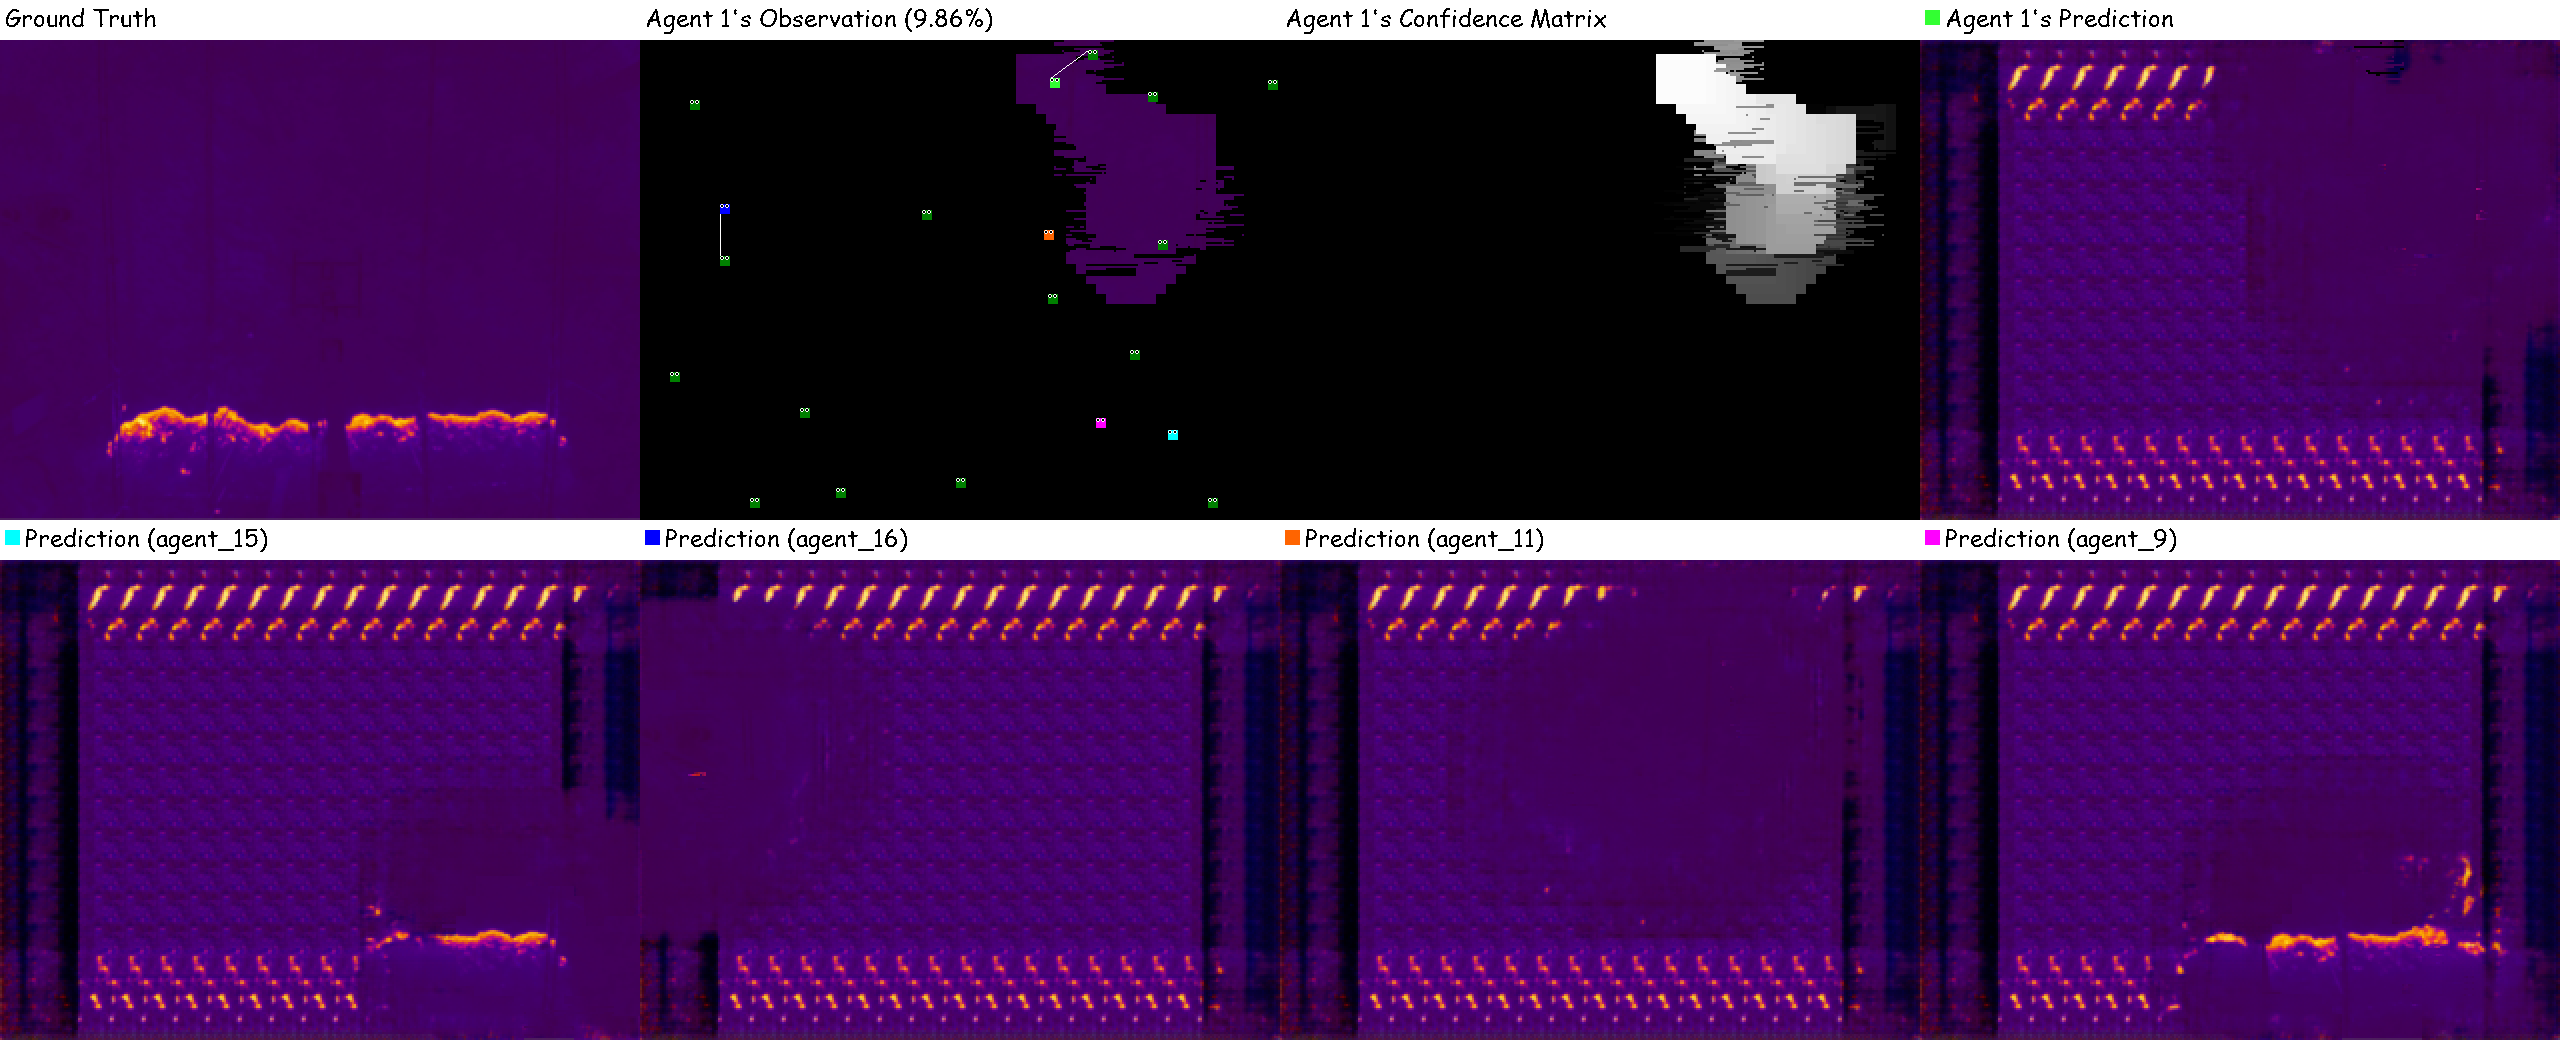 Ground Truth
Agent 1's Observation (9.86%)
Agent 1's Confidence Matrix
Agent 1's Prediction
Prediction (agent_15)
Prediction (agent_16)
Prediction (agent_11)
Prediction (agent_9)